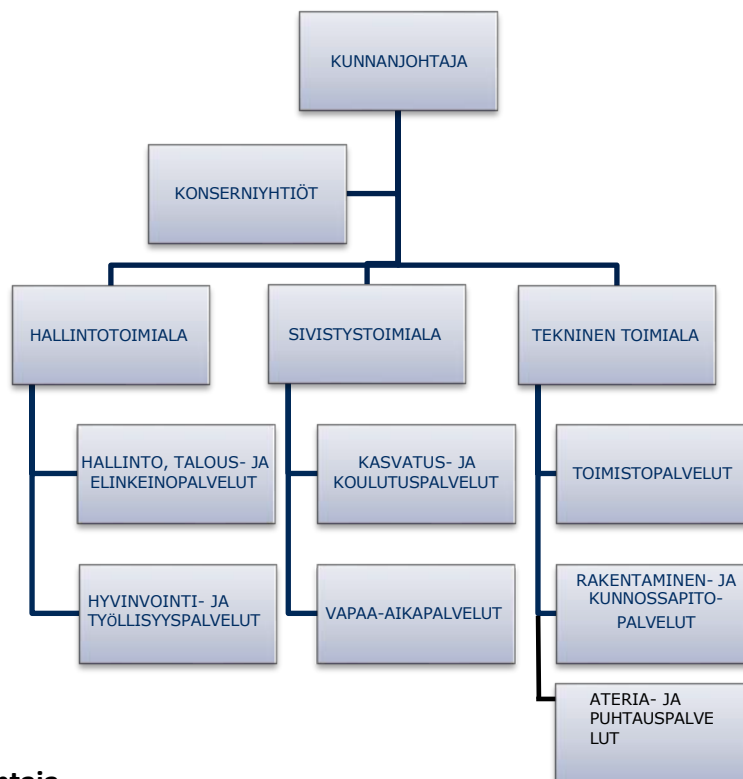 KUNNANJOHTAJA
KONSERNIYHTIÖT
HALLINTOTOIMIALA
SIVISTYSTOIMIALA
TEKNINEN TOIMIALA
HALLINTO, TALOUS- JA
ELINKEINOPALVELUT
KASVATUS- JA
KOULUTUSPALVELUT
TOIMISTOPALVELUT
HYVINVOINTI- JA
TYÖLLISYYSPALVELUT
VAPAA-AIKAPALVELUT
RAKENTAMINEN- JA
KUNNOSSAPITO-
PALVELUT
ATERIA- JA
PUHTAUSPALVE
LUT